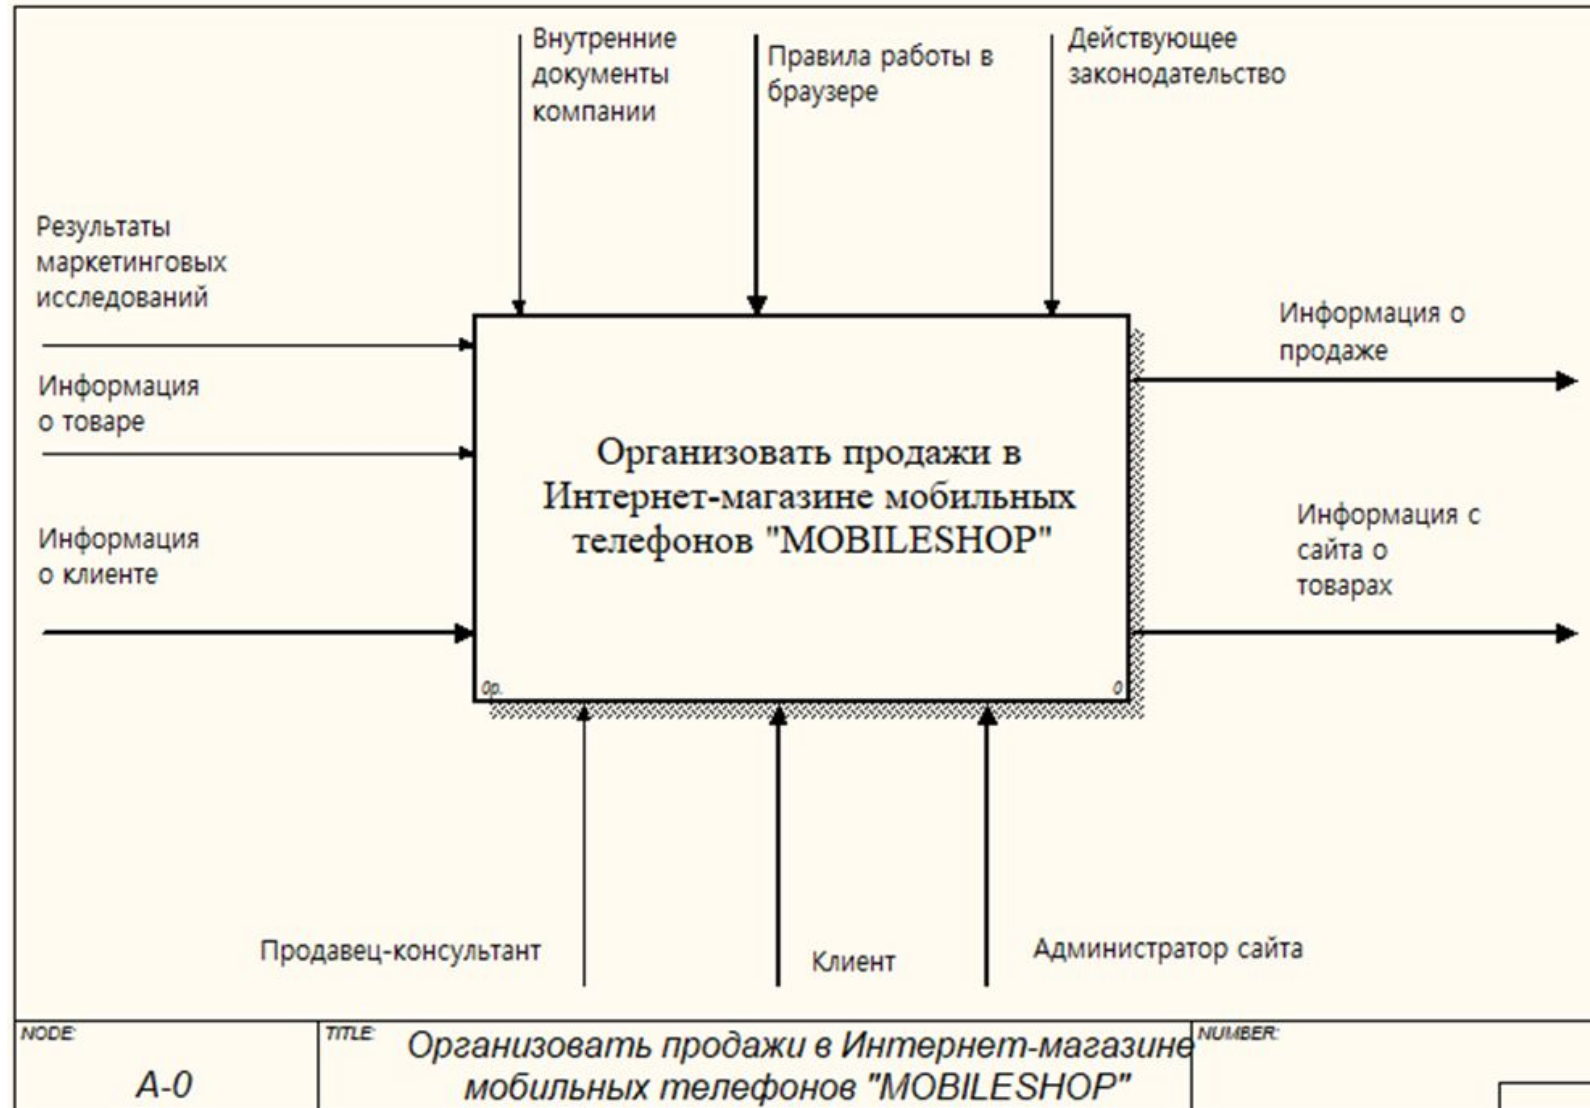 Внутренние
документы
компании
Правила работы в
браузере
Действующее
законодательство
Результаты
маркетинговых
исследований
Информация
о товаре
Информация
о клиенте
Организовать продажи в
Интернет-магазине мобильных
телефонов "MOBILESHOP"
0р.
0
Информация о
продаже
Информация с
сайта о
товарах
Продавец-консультант
Клиент
Администратор сайта
NODE:
A-0
TITLE:
Организовать продажи в Интернет-магазине
мобильных телефонов "MOBILESHOP"
NUMBER: